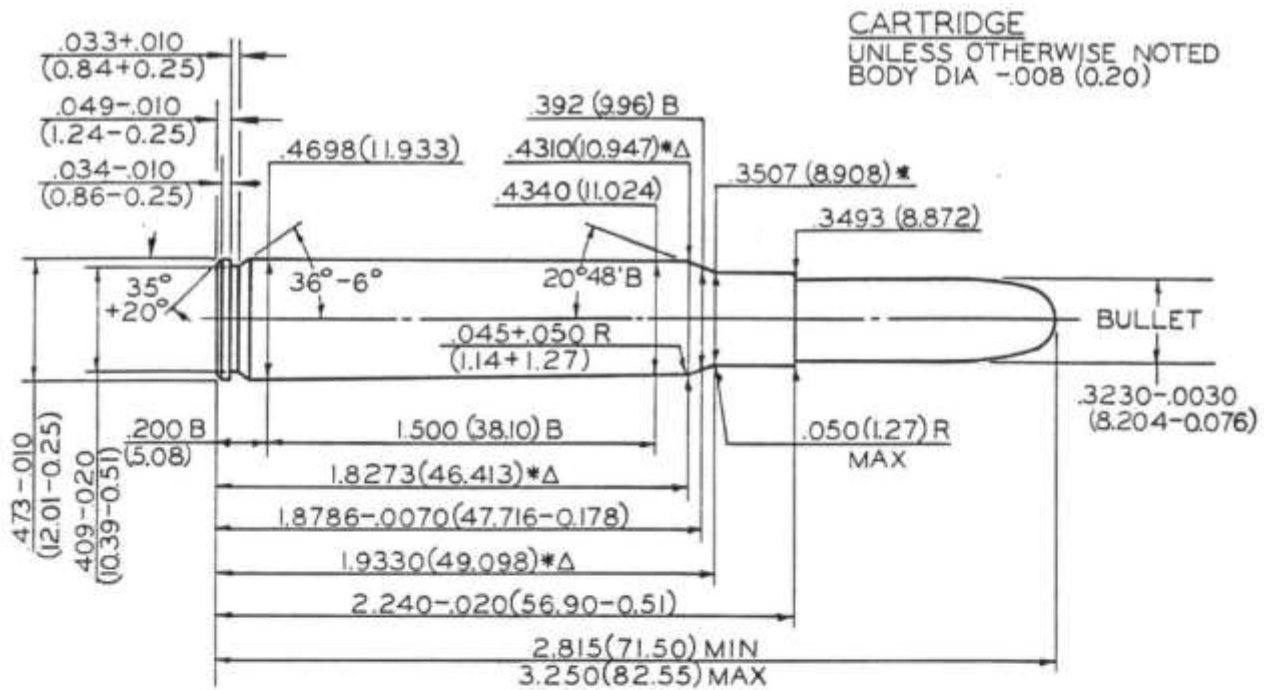 CARTRIDGE
UNLESS OTHERWISE NOTED
BODY DIA -.008 (0.20)
.033+.010
(0.84+0.25)
.049-.010
(1.24-0.25)
.034-.010
(0.86-0.25)
.392 (9.96) B
.4698(11.933)
.4310(10.947)*Δ
.3507 (8.908)*
.4340 (11.024)
.3493 (8.872)
35°
+20°
36°-6°
20°48'B
BULLET
.045+.050 R
(1.14+1.27)
.3230-.0030
(8.204-0.076)
.473-.010
(12.01-0.25)
.409-.020
(10.39-0.51)
.200 B
(5.08)
1.500 (38.10) B
.050(1.27) R
MAX
1.8273(46.413)*Δ
1.8786-.0070(47.716-0.178)
1.9330(49.098)*Δ
2.240-.020(56.90-0.51)
2.815(71.50) MIN
3.250(82.55) MAX